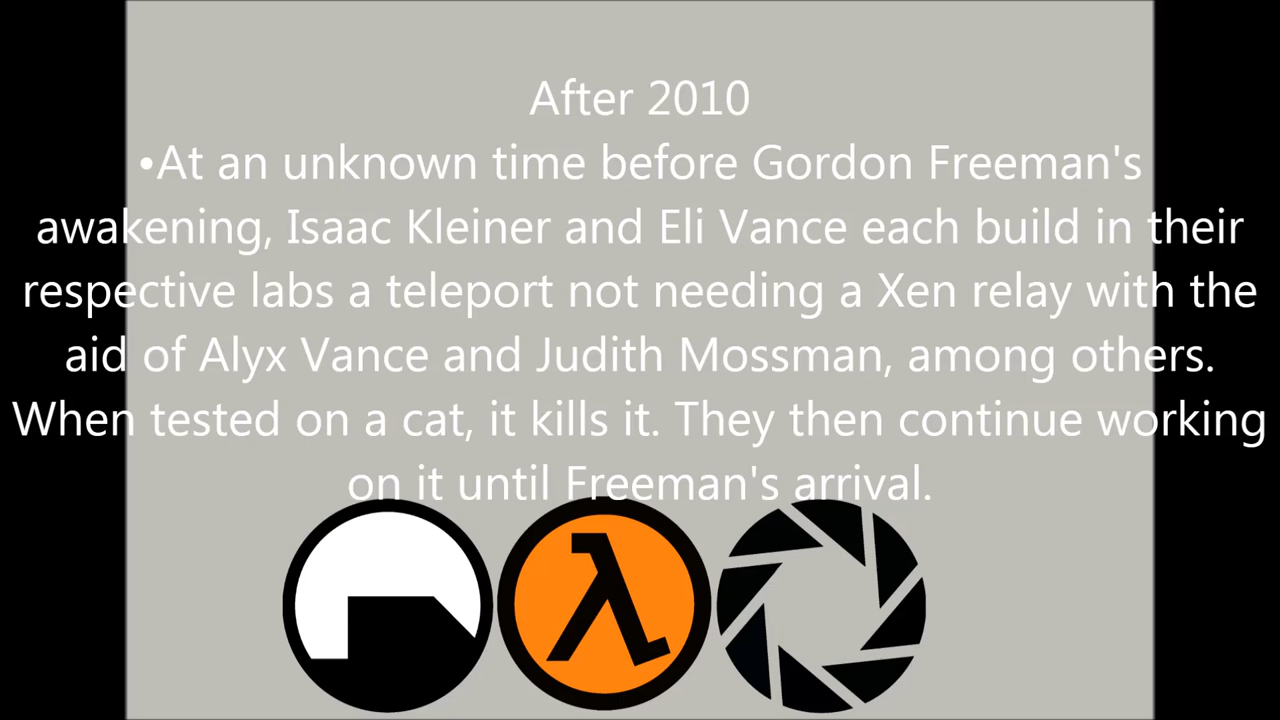 After 2010
•At an unknown time before Gordon Freeman's
awakening, Isaac Kleiner and Eli Vance each build in their
respective labs a teleport not needing a Xen relay with the
aid of Alyx Vance and Judith Mossman, among others.
When tested on a cat, it kills it. They then continue working
on it until Freeman's arrival.
λ